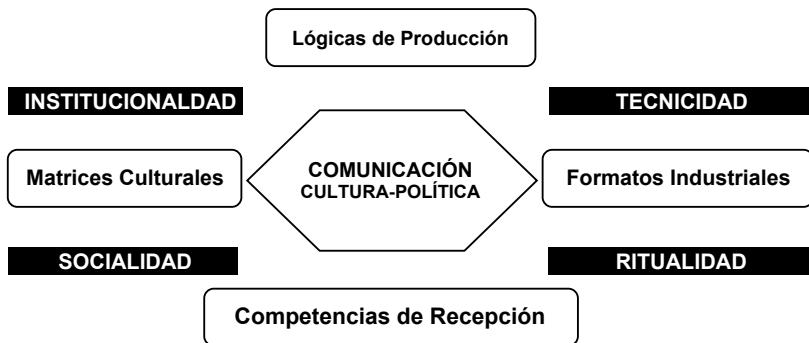 Lógicas de Producción
INSTITUCIONALDAD
TECNICIDAD
Matrices Culturales
COMUNICACIÓN
CULTURA-POLÍTICA
Formatos Industriales
SOCIALIDAD
RITUALIDAD
Competencias de Recepción